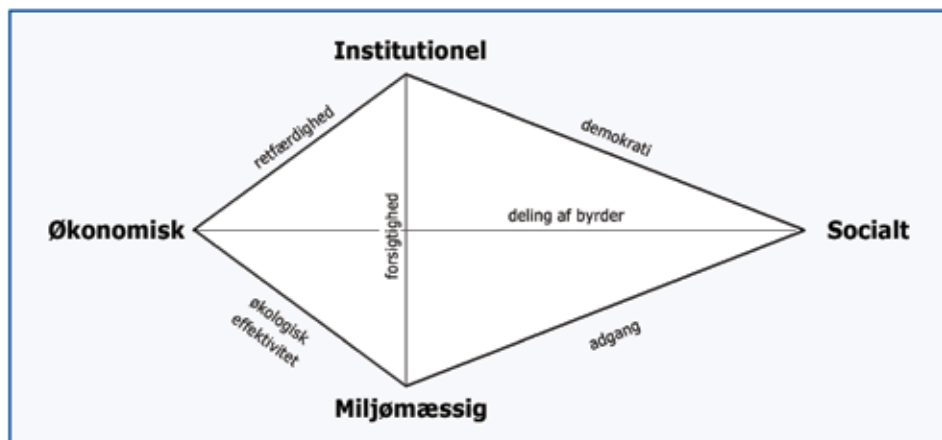 Institutionel
retfærdighed
demokrati
forsigtighed
deling af byrder
Økonomisk
Socialt
økologisk
effektivitet
adgang
Miljømæssig